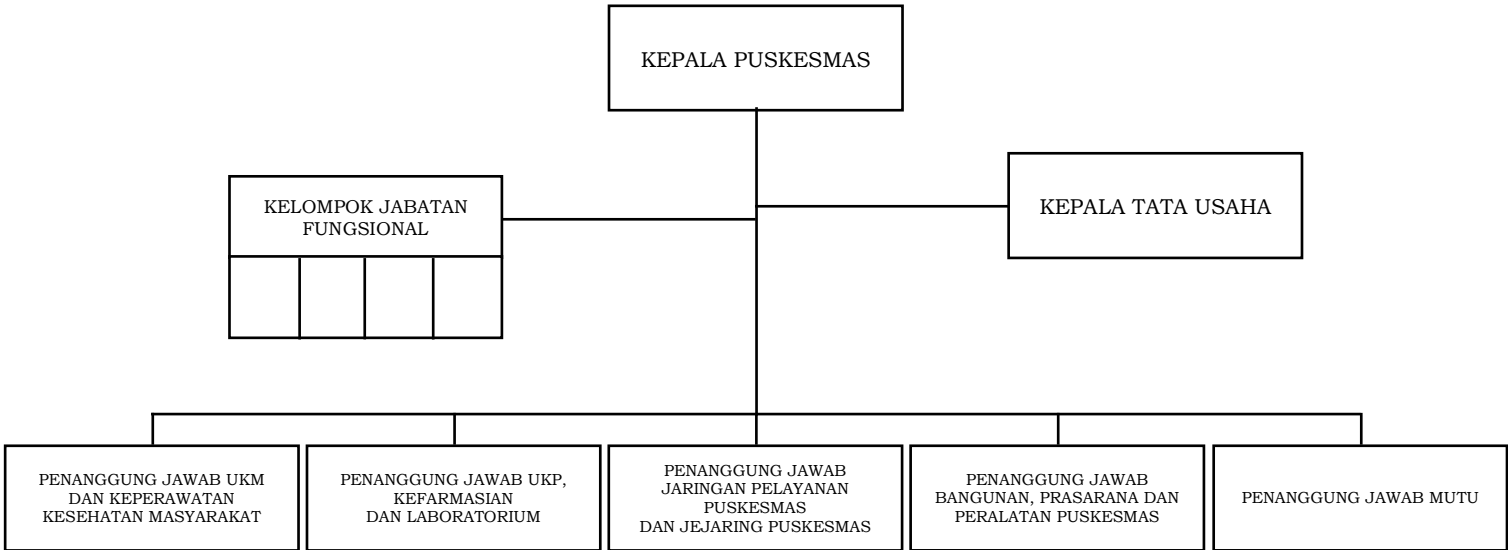 KEPALA PUSKESMAS
KELOMPOK JABATAN
FUNGSIONAL
KEPALA TATA USAHA
PENANGGUNG JAWAB UKM
DAN KEPERAWATAN
KESEHATAN MASYARAKAT
PENANGGUNG JAWAB UKP,
KEFARMASIAN
DAN LABORATORIUM
PENANGGUNG JAWAB
JARINGAN PELAYANAN
PUSKESMAS
DAN JEJARING PUSKESMAS
PENANGGUNG JAWAB
BANGUNAN, PRASARANA DAN
PERALATAN PUSKESMAS
PENANGGUNG JAWAB MUTU